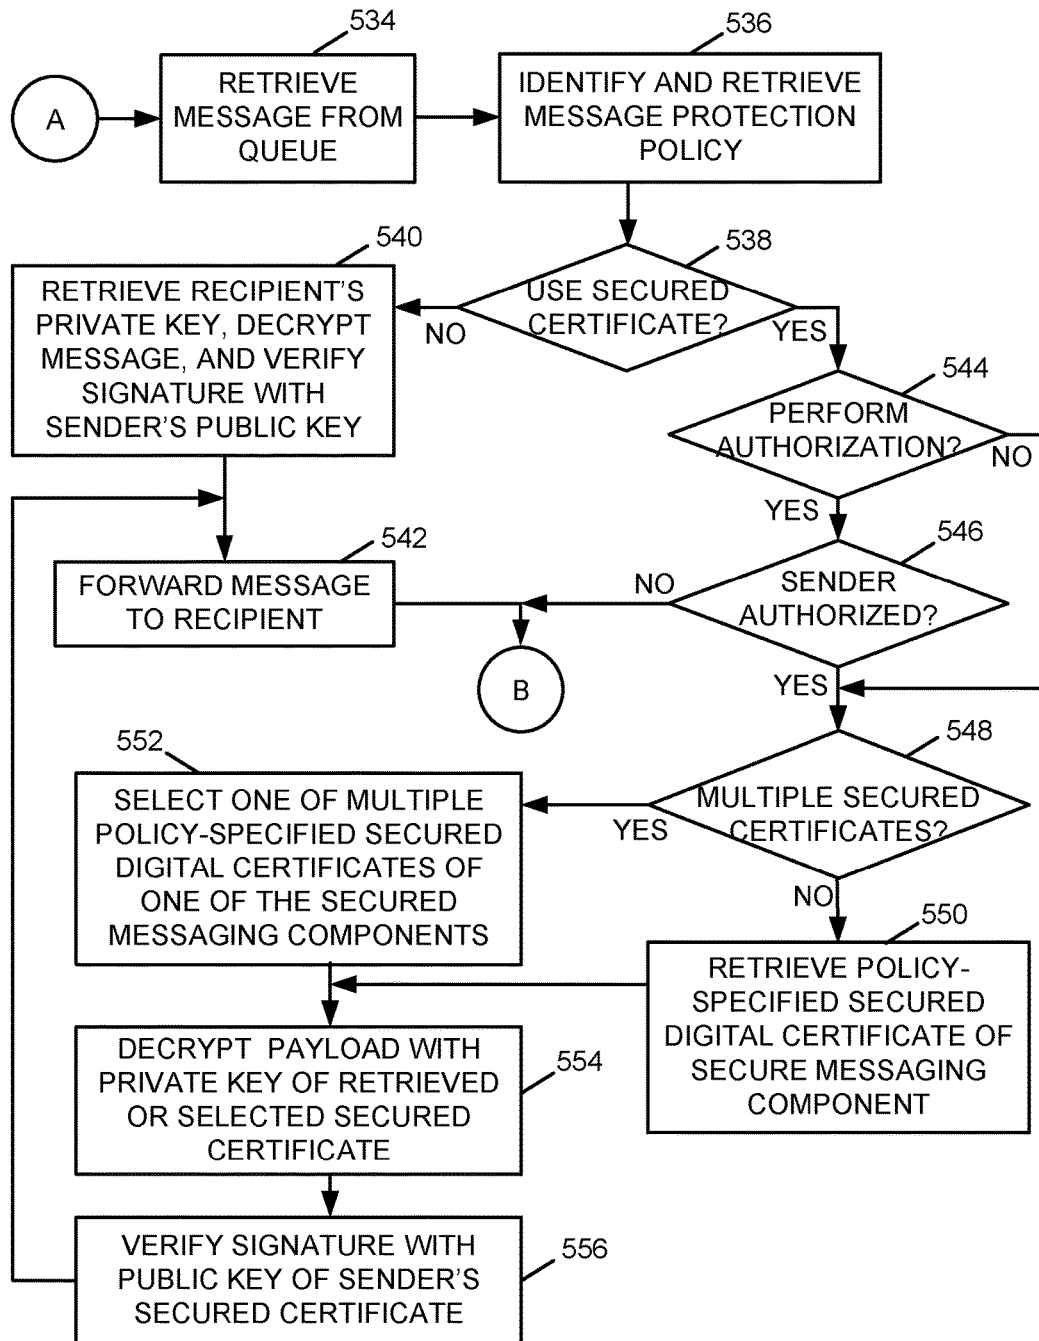 534
536
A
RETRIEVE
MESSAGE FROM
QUEUE
IDENTIFY AND RETRIEVE
MESSAGE PROTECTION
POLICY
540
538
RETRIEVE RECIPIENT'S
PRIVATE KEY, DECRYPT
MESSAGE, AND VERIFY
SIGNATURE WITH
SENDER'S PUBLIC KEY
NO
USE SECURED
CERTIFICATE?
YES
544
PERFORM
AUTHORIZATION?
NO
YES
542
546
FORWARD MESSAGE
TO RECIPIENT
NO
SENDER
AUTHORIZED?
B
YES
552
548
SELECT ONE OF MULTIPLE
POLICY-SPECIFIED SECURED
DIGITAL CERTIFICATES OF
ONE OF THE SECURED
MESSAGING COMPONENTS
YES
MULTIPLE SECURED
CERTIFICATES?
NO
550
RETRIEVE POLICY-
SPECIFIED SECURED
DIGITAL CERTIFICATE OF
SECURE MESSAGING
COMPONENT
DECRYPT PAYLOAD WITH
PRIVATE KEY OF RETRIEVED
OR SELECTED SECURED
CERTIFICATE
554
VERIFY SIGNATURE WITH
PUBLIC KEY OF SENDER'S
SECURED CERTIFICATE
556